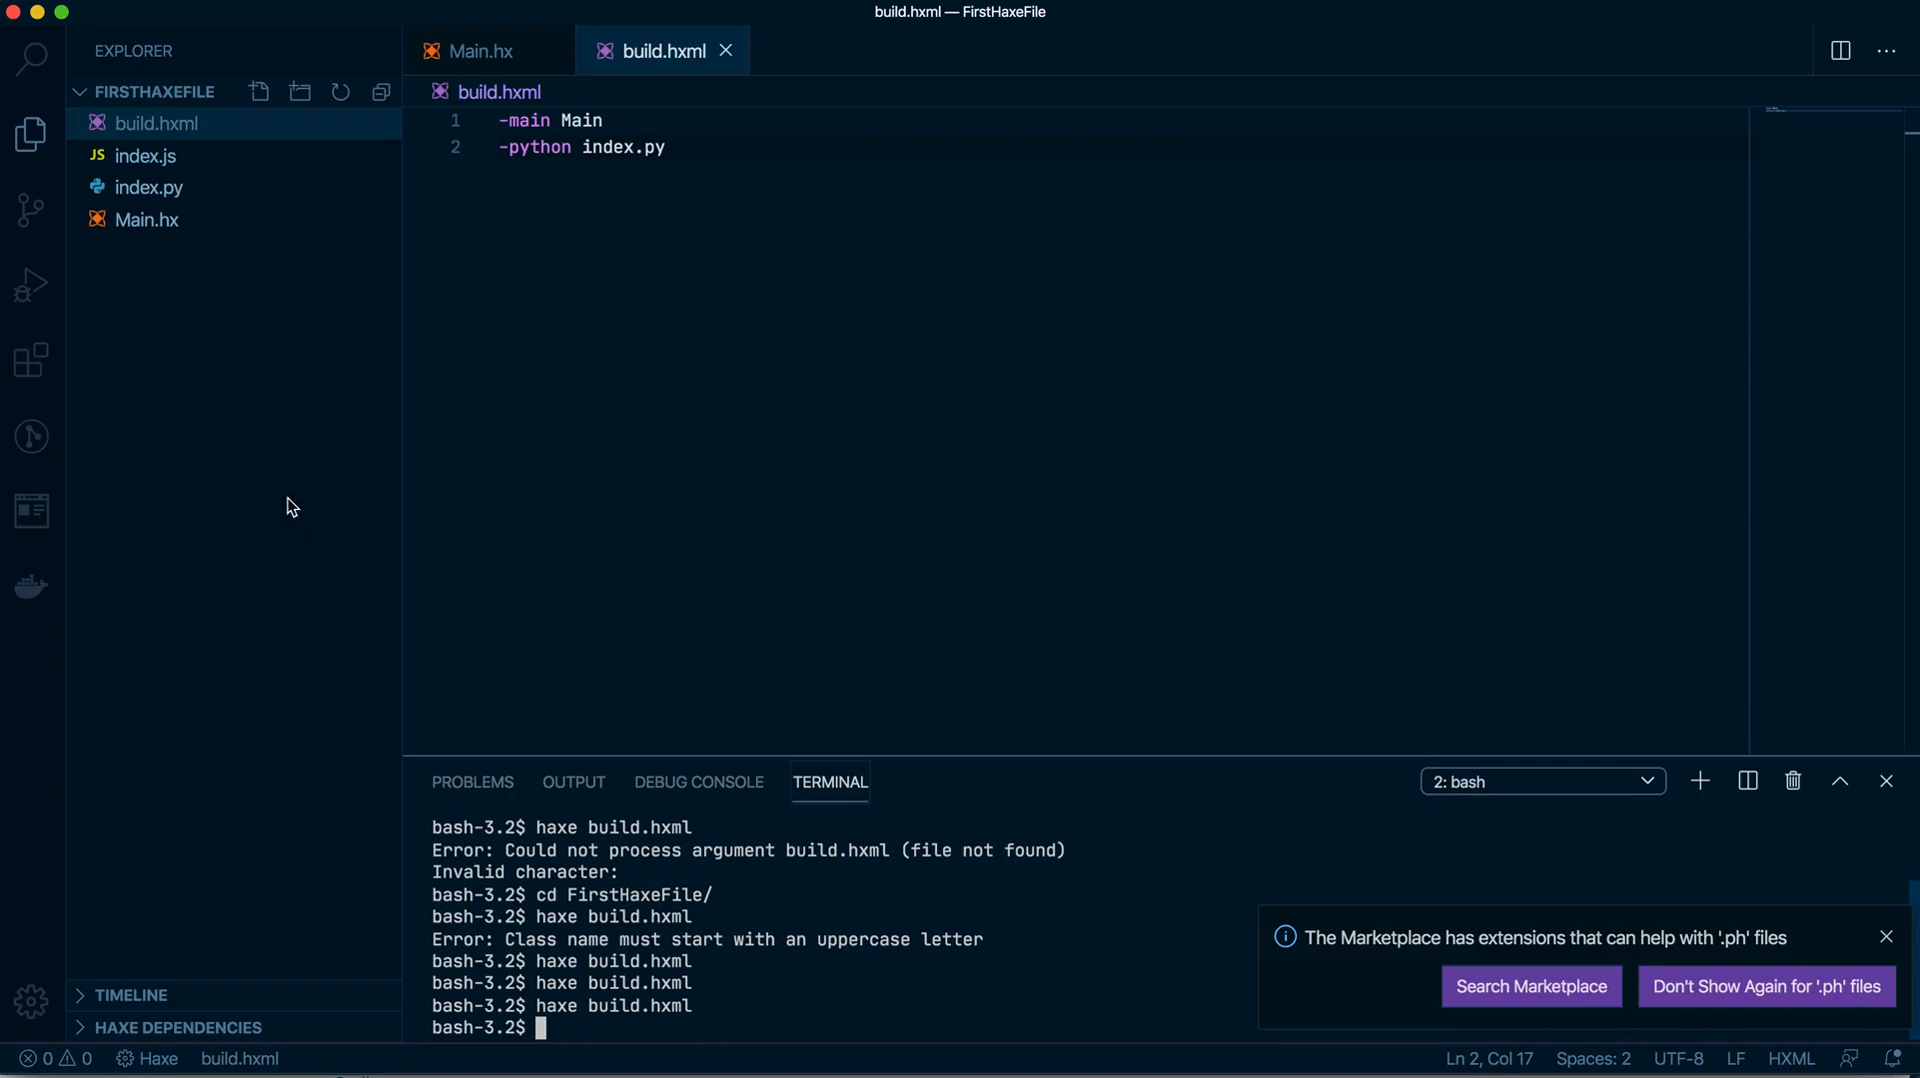 build.hxml — FirstHaxeFile
EXPLORER
Main.hx
build.hxml
FIRSTHAXEFILE
build.hxml
build.hxml
JS index.js
index.py
Main.hx
1 -main Main
2 -python index.py
PROBLEMS OUTPUT DEBUG CONSOLE TERMINAL
2: bash
bash-3.2$ haxe build.hxml
Error: Could not process argument build.hxml (file not found)
Invalid character:
bash-3.2$ cd FirstHaxeFile/
bash-3.2$ haxe build.hxml
Error: Class name must start with an uppercase letter
bash-3.2$ haxe build.hxml
bash-3.2$ haxe build.hxml
bash-3.2$ haxe build.hxml
bash-3.2$
The Marketplace has extensions that can help with '.ph' files
Search Marketplace
Don't Show Again for '.ph' files
TIMELINE
HAXE DEPENDENCIES
0 0 Haxe build.hxml
Ln 2, Col 17 Spaces: 2 UTF-8 LF HXML